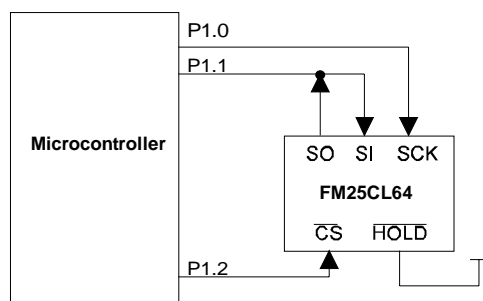 P1.0
P1.1
Microcontroller
SO SI SCK
FM25CL64
CS HOLD
P1.2